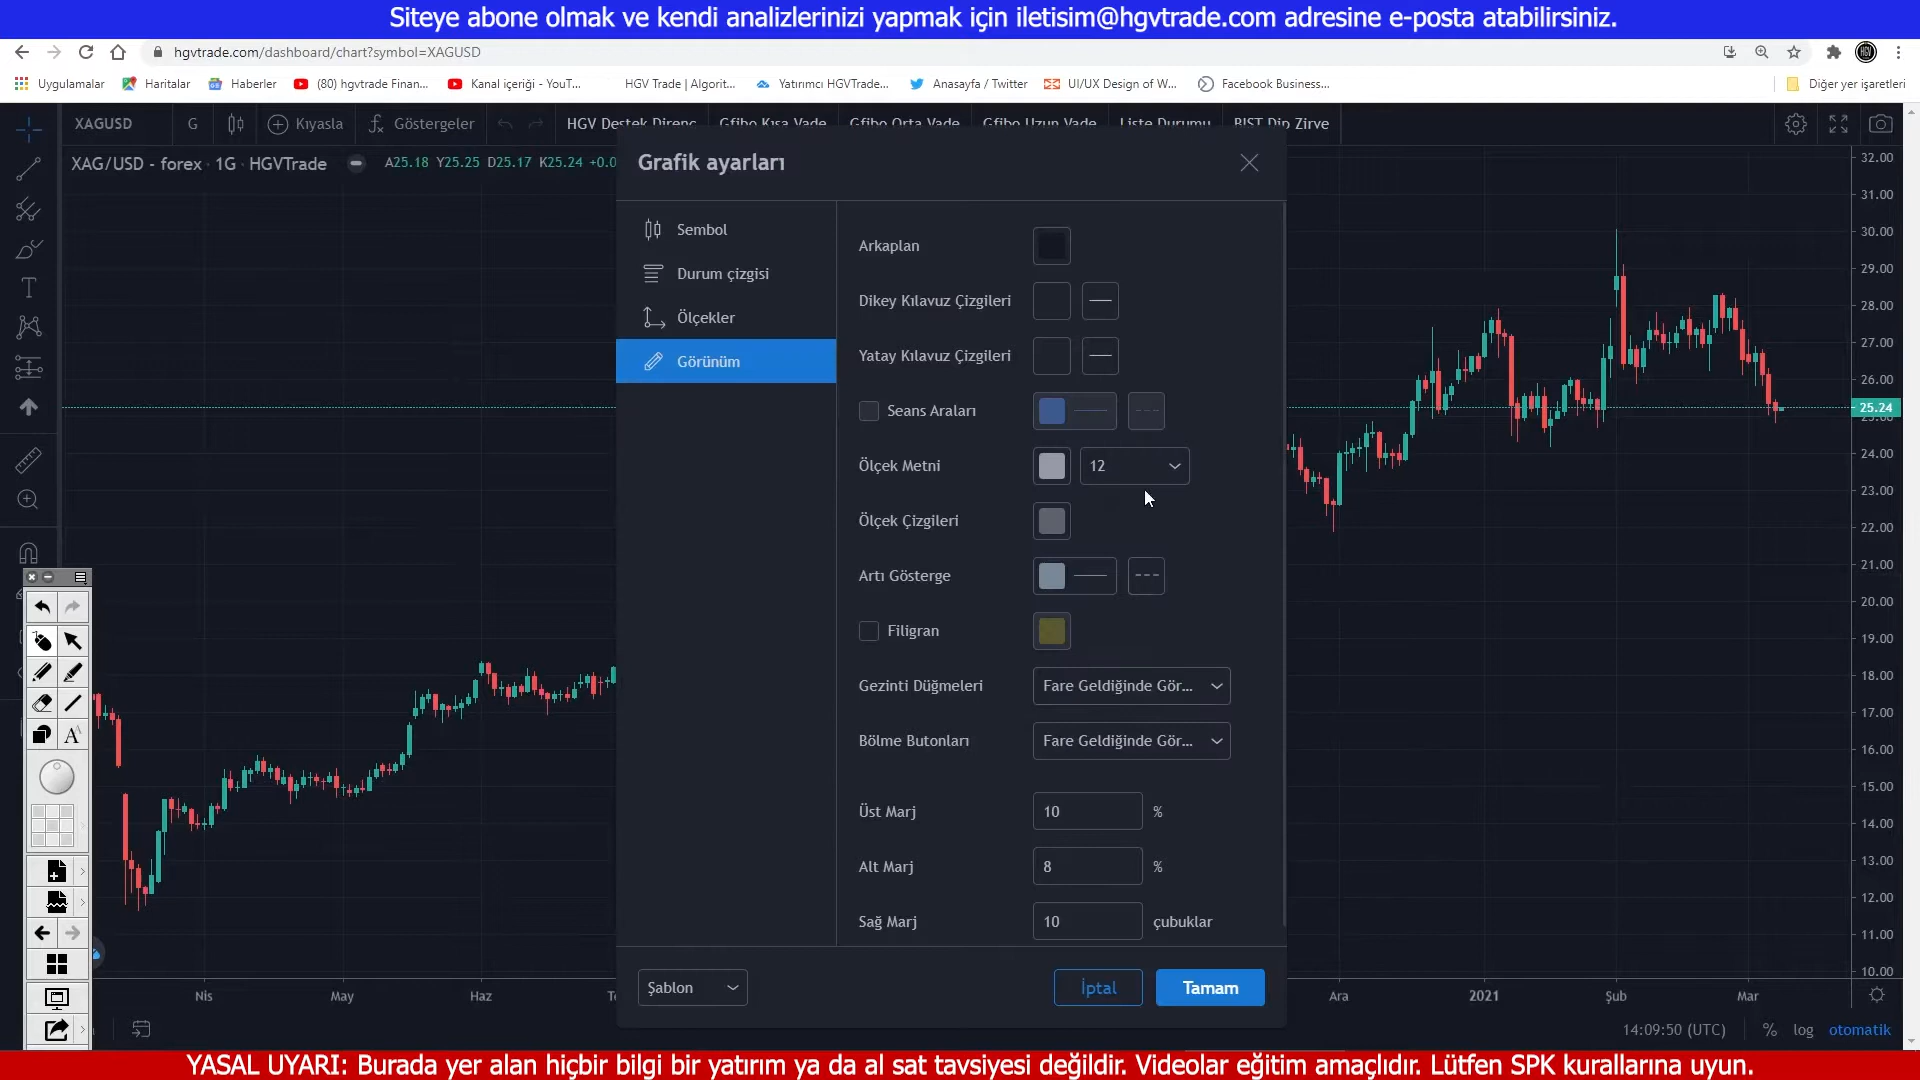 Siteye abone olmak ve kendi analizlerinizi yapmak için iletisim@hgvtrade.com adresine e-posta atabilirsiniz.
hgvtrade.com/dashboard/chart?symbol=XAGUSD
Uygulamalar Haritalar Haberler (80) hgvtrade Finan... Kanal içeriği - YouT... HGV Trade | Algorit... Yatırımcı HGVTrade... Anasayfa / Twitter UI/UX Design of W... Facebook Business... Diğer yer işaretleri
XAGUSD G Kıyasla Göstergeler HGV Destek Direnç Gfibo Kısa Vade Gfibo Orta Vade Gfibo Uzun Vade Liste Durumu BIST Dip Zirve
XAG/USD - forex · 1G · HGVTrade A25.18 Y25.25 D25.17 K25.24 +0.0
Grafik ayarları
Sembol
Durum çizgisi
Ölçekler
Görünüm
Arkaplan
Dikey Kılavuz Çizgileri
Yatay Kılavuz Çizgileri
Seans Araları
Ölçek Metni 12
Ölçek Çizgileri
Artı Gösterge
Filigran
Gezinti Düğmeleri Fare Geldiğinde Gör...
Bölme Butonları Fare Geldiğinde Gör...
Üst Marj 10 %
Alt Marj 8 %
Sağ Marj 10 çubuklar
Şablon İptal Tamam
32.00
31.00
30.00
29.00
28.00
27.00
26.00
25.24
24.00
23.00
22.00
21.00
20.00
19.00
18.00
17.00
16.00
15.00
14.00
13.00
12.00
11.00
10.00
Nis May Haz Ara 2021 Şub Mar
14:09:50 (UTC) % log otomatik
YASAL UYARI: Burada yer alan hiçbir bilgi bir yatırım ya da al sat tavsiyesi değildir. Videolar eğitim amaçlıdır. Lütfen SPK kurallarına uyun.